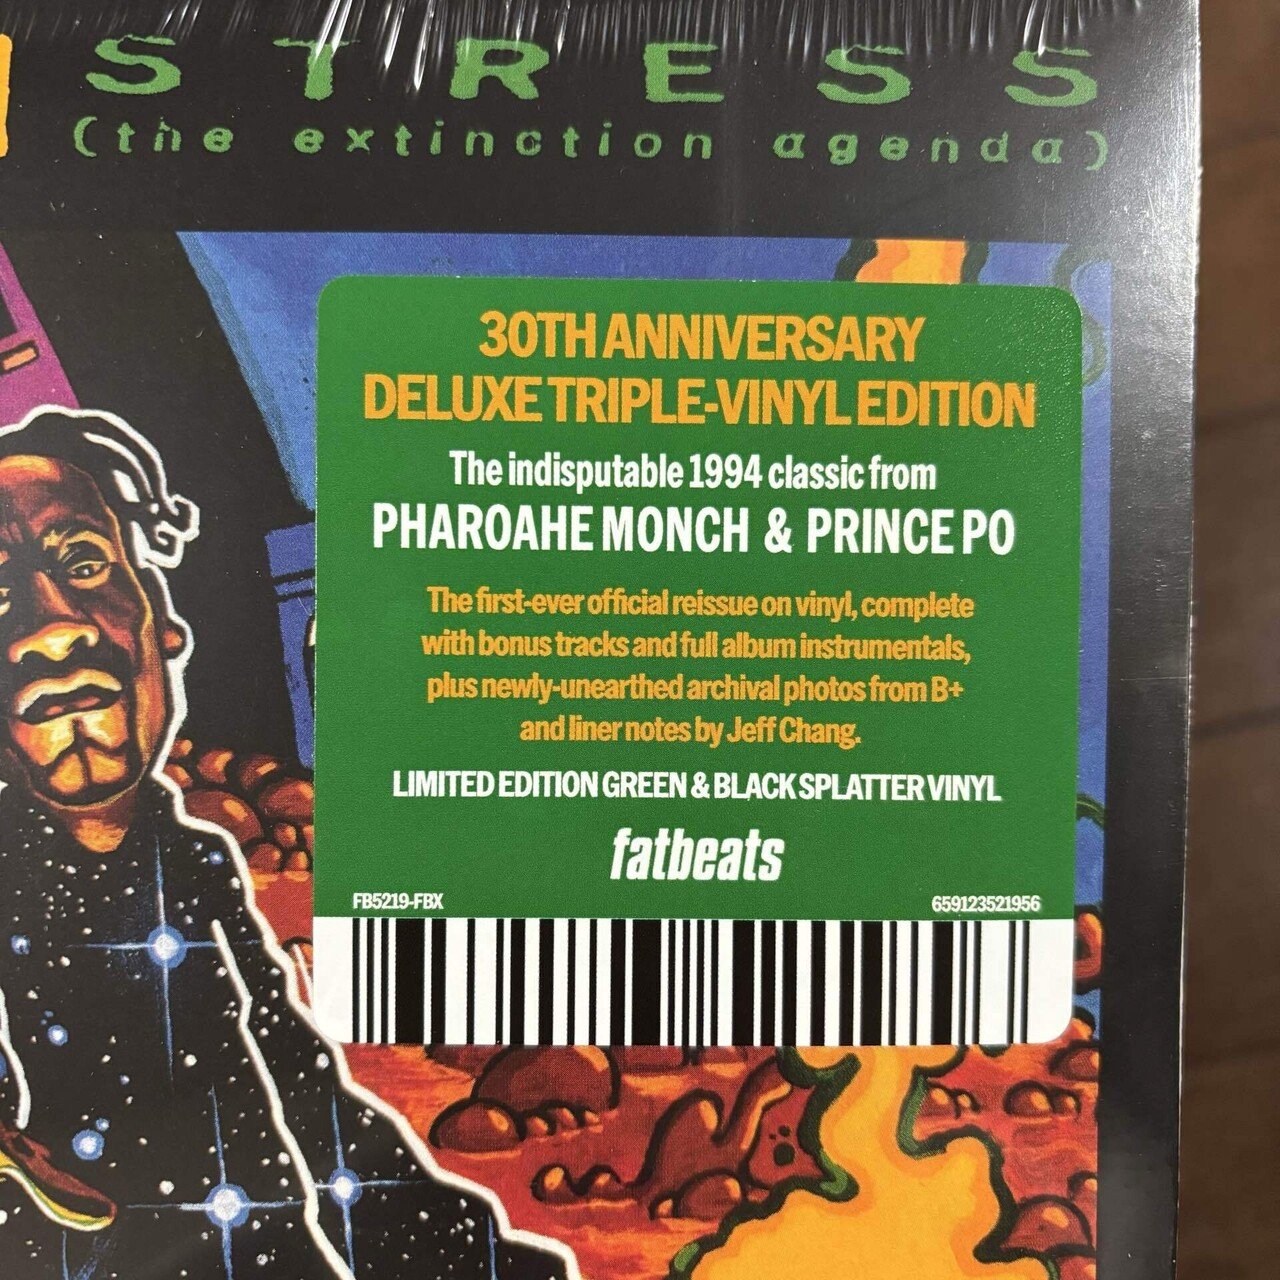 STRESS
(the extinction agenda)
30TH ANNIVERSARY
DELUXE TRIPLE-VINYL EDITION
The indisputable 1994 classic from
PHAROAHE MONCH & PRINCE PO
The first-ever official reissue on vinyl, complete
with bonus tracks and full album instrumentals,
plus newly-unearthed archival photos from B+
and liner notes by Jeff Chang.
LIMITED EDITION GREEN & BLACK SPLATTER VINYL
fatbeats
FB5219-FBX 659123521956